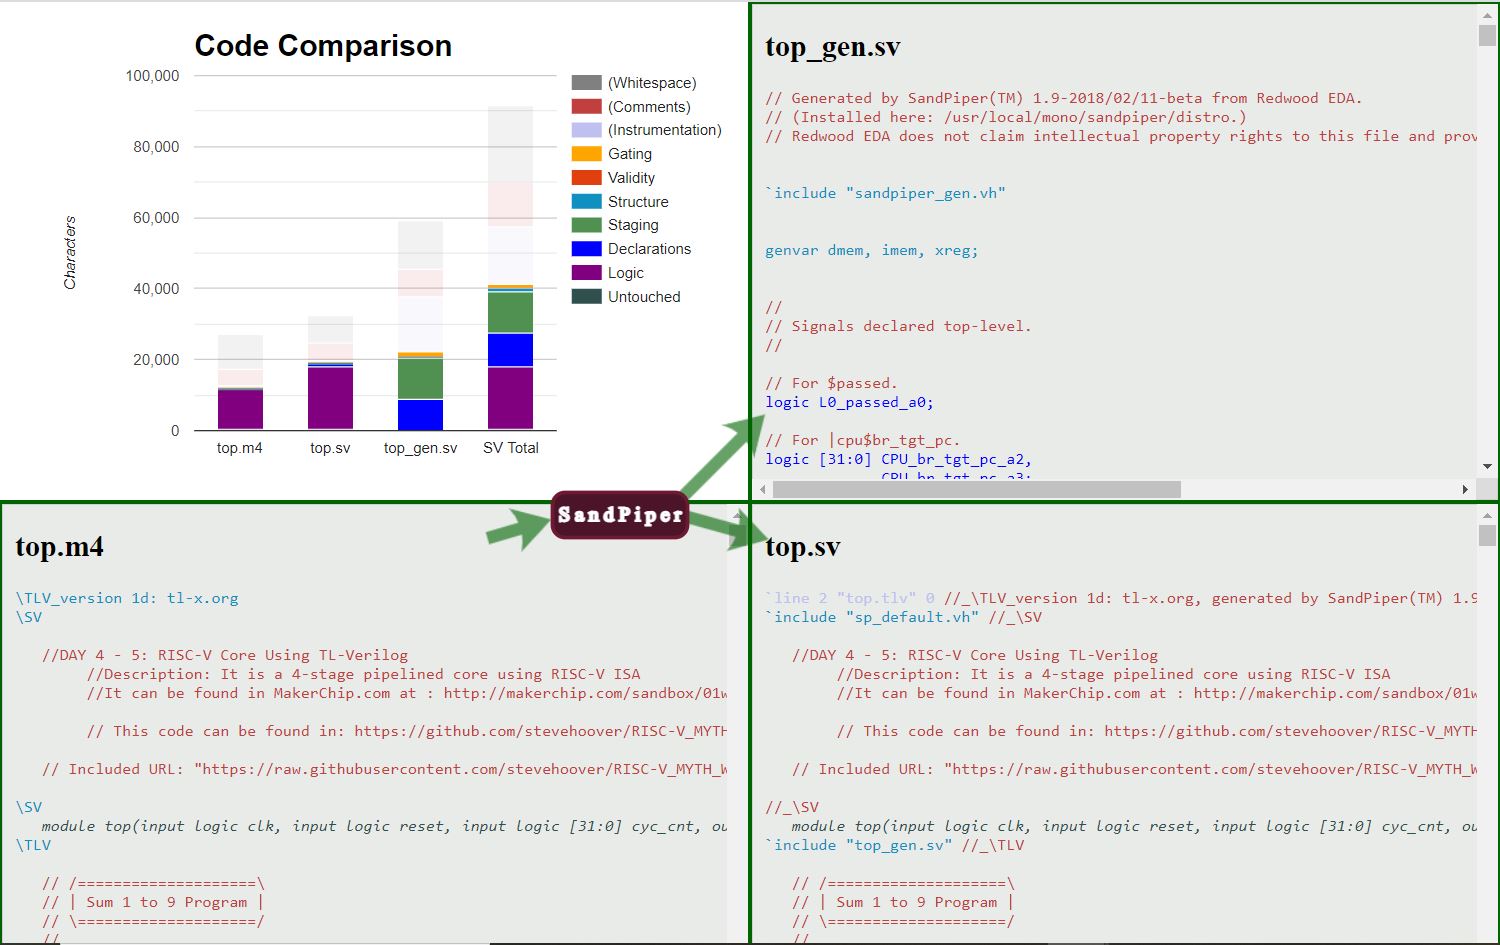 Code Comparison
100,000
80,000
60,000
40,000
20,000
0
Characters
top.m4
top.sv
top_gen.sv
SV Total
(Whitespace)
(Comments)
(Instrumentation)
Gating
Validity
Structure
Staging
Declarations
Logic
Untouched
top_gen.sv
// Generated by SandPiper(TM) 1.9-2018/02/11-beta from Redwood EDA.
// (Installed here: /usr/local/mono/sandpiper/distro.)
// Redwood EDA does not claim intellectual property rights to this file and prov
`include "sandpiper_gen.vh"
genvar dmem, imem, xreg;
//
// Signals declared top-level.
//
// For $passed.
logic L0_passed_a0;
// For |cpu$br_tgt_pc.
logic [31:0] CPU_br_tgt_pc_a2,
CPU_br_tgt_pc_a3;
SandPiper
top.m4
\TLV_version 1d: tl-x.org
\SV
//DAY 4 - 5: RISC-V Core Using TL-Verilog
//Description: It is a 4-stage pipelined core using RISC-V ISA
//It can be found in MakerChip.com at : http://makerchip.com/sandbox/01w
// This code can be found in: https://github.com/stevehoover/RISC-V_MYTH
// Included URL: "https://raw.githubusercontent.com/stevehoover/RISC-V_MYTH_W
\SV
module top(input logic clk, input logic reset, input logic [31:0] cyc_cnt, ou
\TLV
// /====================\
// | Sum 1 to 9 Program |
// \====================/
//
top.sv
`line 2 "top.tlv" 0 //_\TLV_version 1d: tl-x.org, generated by SandPiper(TM) 1.9
`include "sp_default.vh" //_\SV
//DAY 4 - 5: RISC-V Core Using TL-Verilog
//Description: It is a 4-stage pipelined core using RISC-V ISA
//It can be found in MakerChip.com at : http://makerchip.com/sandbox/01w
// This code can be found in: https://github.com/stevehoover/RISC-V_MYTH
// Included URL: "https://raw.githubusercontent.com/stevehoover/RISC-V_MYTH_W
//_\SV
module top(input logic clk, input logic reset, input logic [31:0] cyc_cnt, ou
`include "top_gen.sv" //_\TLV
// /====================\
// | Sum 1 to 9 Program |
// \====================/
//